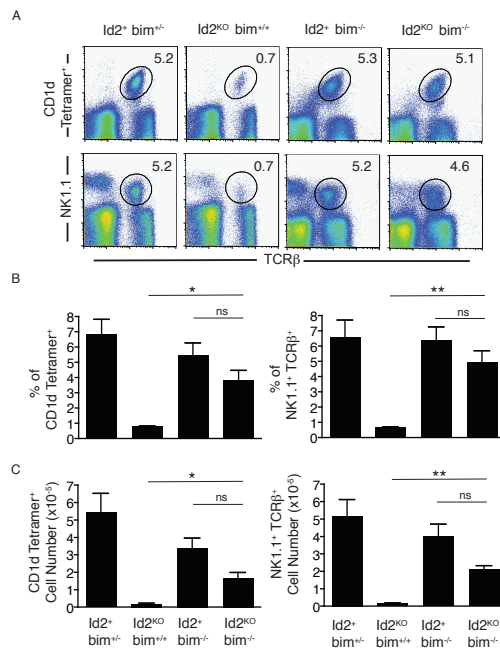 A
Id2⁺ bim⁺/⁻ Id2ᴷᴼ bim⁺/⁺ Id2⁺ bim⁻/⁻ Id2ᴷᴼ bim⁻/⁻
CD1d
Tetramer⁺
5.2 0.7 5.3 5.1
NK1.1
5.2 0.7 5.2 4.6
TCRβ
B
% of
CD1d Tetramer⁺
8
7
6
5
4
3
2
1
0
*
ns
% of
NK1.1⁺ TCRβ⁺
8
7
6
5
4
3
2
1
0
**
ns
C
CD1d Tetramer⁺
Cell Number (x10⁻⁵)
7
6
5
4
3
2
1
0
*
ns
Id2⁺ Id2ᴷᴼ Id2⁺ Id2ᴷᴼ
bim⁺/⁻ bim⁺/⁺ bim⁻/⁻ bim⁻/⁻
NK1.1⁺ TCRβ⁺
Cell Number (x10⁻⁵)
7
6
5
4
3
2
1
0
**
ns
Id2⁺ Id2ᴷᴼ Id2⁺ Id2ᴷᴼ
bim⁺/⁻ bim⁺/⁺ bim⁻/⁻ bim⁻/⁻